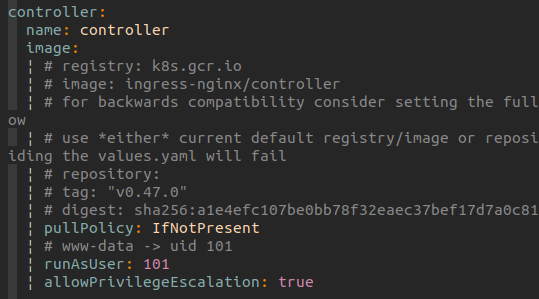 controller:
name: controller
image:
# registry: k8s.gcr.io
# image: ingress-nginx/controller
# for backwards compatibility consider setting the full
ow
# use *either* current default registry/image or reposi
iding the values.yaml will fail
# repository:
# tag: "v0.47.0"
# digest: sha256:a1e4efc107be0bb78f32eaec37bef17d7a0c81
pullPolicy: IfNotPresent
# www-data -> uid 101
runAsUser: 101
allowPrivilegeEscalation: true